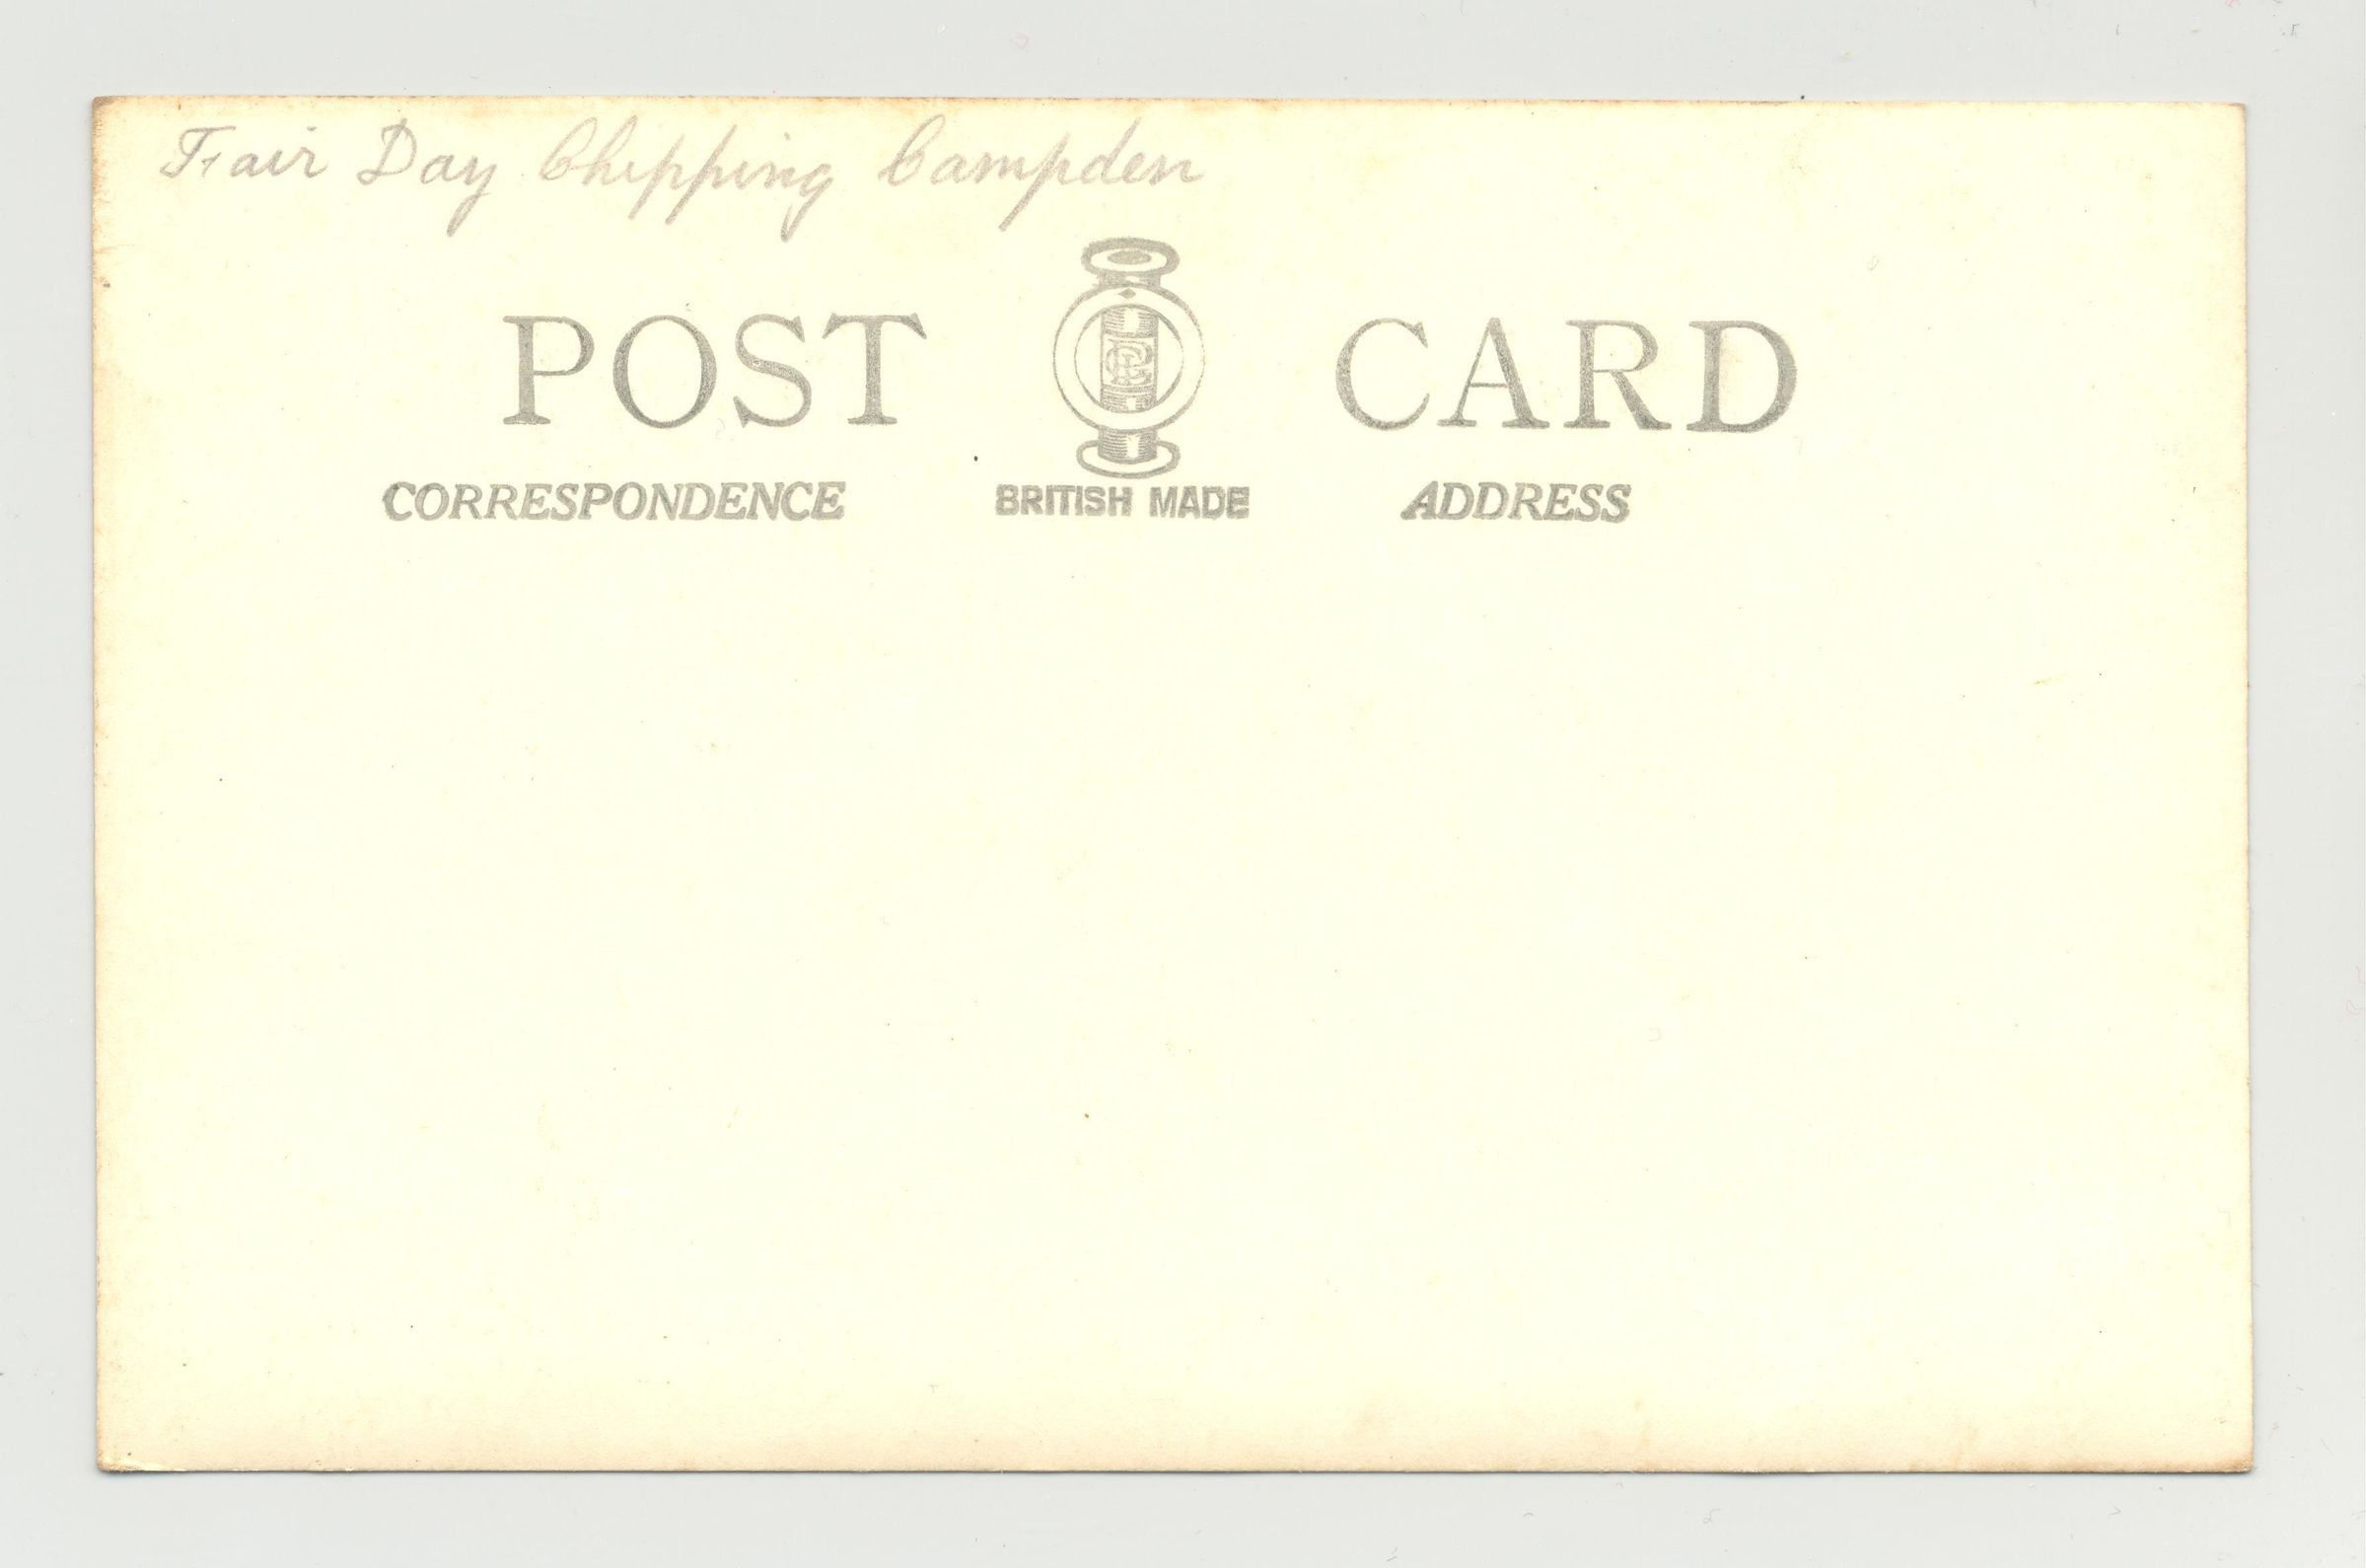 Fair Day Chipping Campden
POST CARD
CORRESPONDENCE BRITISH MADE ADDRESS